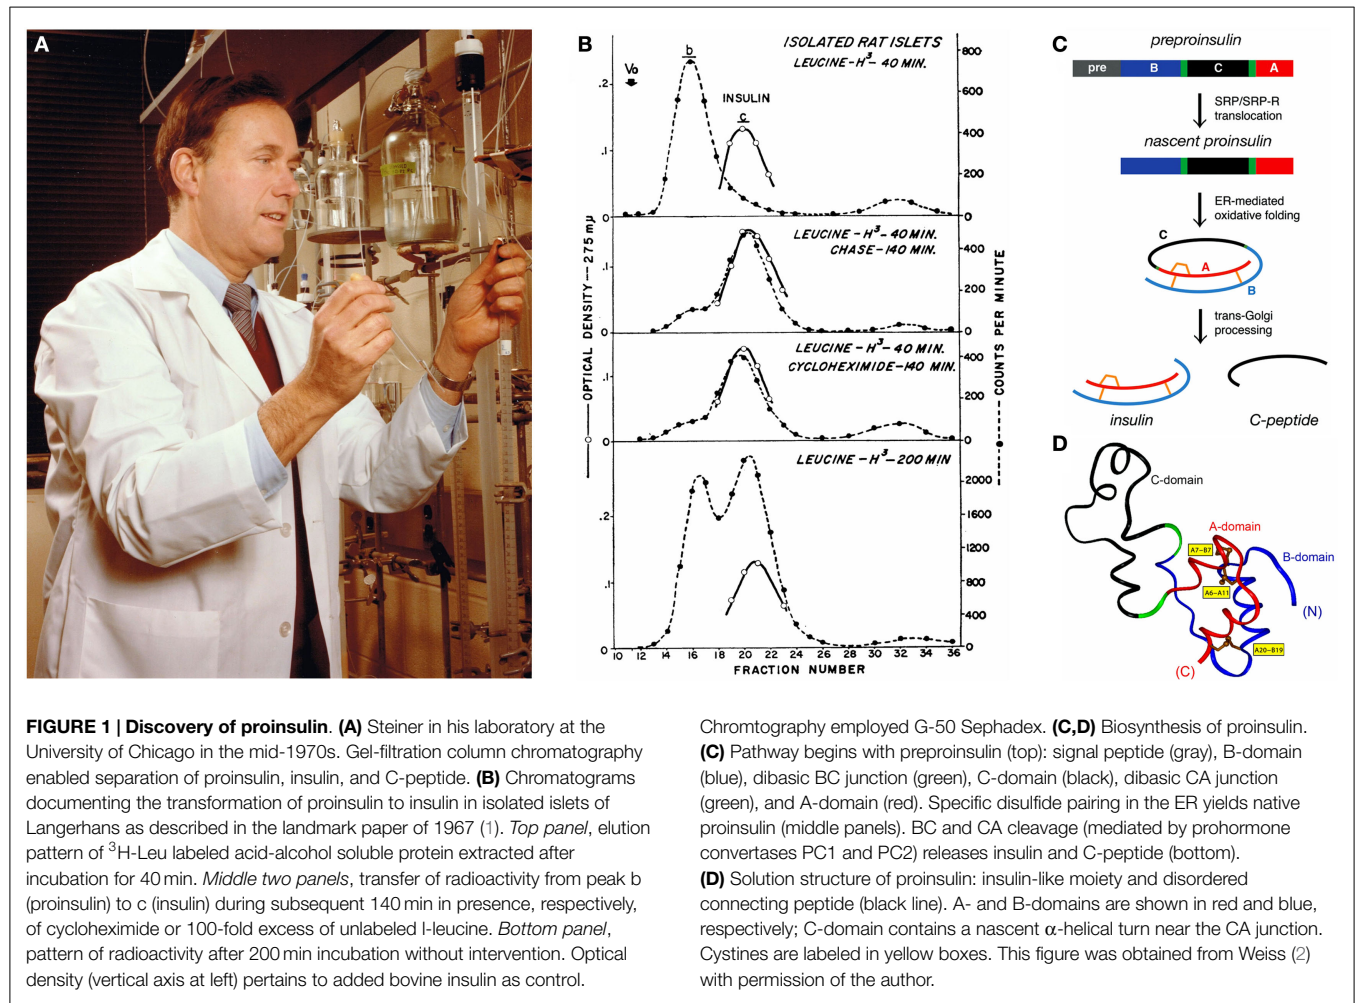 A
B
ISOLATED RAT ISLETS
LEUCINE-H3- 40 MIN.
b
Vo
INSULIN
c
.2
.1
0
800
600
400
200
0
LEUCINE-H3-40 MIN.
CHASE-140 MIN.
.1
0
400
200
0
LEUCINE-H3-40 MIN.
CYCLOHEXIMIDE-140 MIN.
.1
0
400
200
0
LEUCINE-H3-200 MIN
.2
.1
0
2000
1600
1200
800
400
0
10 12 14 16 18 20 22 24 26 28 30 32 34 36
FRACTION NUMBER
OPTICAL DENSITY---275 mµ
COUNTS PER MINUTE
C
preproinsulin
pre B C A
SRP/SRP-R
translocation
nascent proinsulin
ER-mediated
oxidative folding
C
A
B
trans-Golgi
processing
insulin
C-peptide
D
C-domain
A-domain
B-domain
A7–B7
A6–A11
A20–B19
(N)
(C)
FIGURE 1 | Discovery of proinsulin. (A) Steiner in his laboratory at the
University of Chicago in the mid-1970s. Gel-filtration column chromatography
enabled separation of proinsulin, insulin, and C-peptide. (B) Chromatograms
documenting the transformation of proinsulin to insulin in isolated islets of
Langerhans as described in the landmark paper of 1967 (1). Top panel, elution
pattern of 3H-Leu labeled acid-alcohol soluble protein extracted after
incubation for 40 min. Middle two panels, transfer of radioactivity from peak b
(proinsulin) to c (insulin) during subsequent 140 min in presence, respectively,
of cycloheximide or 100-fold excess of unlabeled l-leucine. Bottom panel,
pattern of radioactivity after 200 min incubation without intervention. Optical
density (vertical axis at left) pertains to added bovine insulin as control.
Chromtography employed G-50 Sephadex. (C,D) Biosynthesis of proinsulin.
(C) Pathway begins with preproinsulin (top): signal peptide (gray), B-domain
(blue), dibasic BC junction (green), C-domain (black), dibasic CA junction
(green), and A-domain (red). Specific disulfide pairing in the ER yields native
proinsulin (middle panels). BC and CA cleavage (mediated by prohormone
convertases PC1 and PC2) releases insulin and C-peptide (bottom).
(D) Solution structure of proinsulin: insulin-like moiety and disordered
connecting peptide (black line). A- and B-domains are shown in red and blue,
respectively; C-domain contains a nascent α-helical turn near the CA junction.
Cystines are labeled in yellow boxes. This figure was obtained from Weiss (2)
with permission of the author.